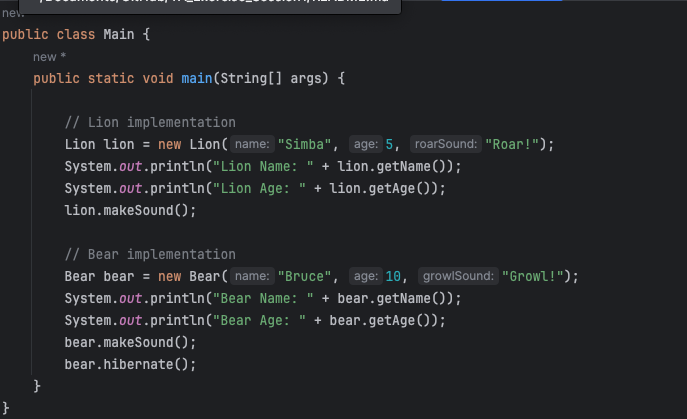 new
public class Main {
new *
public static void main(String[] args) {
// Lion implementation
Lion lion = new Lion( name: "Simba", age: 5, roarSound: "Roar!");
System.out.println("Lion Name: " + lion.getName());
System.out.println("Lion Age: " + lion.getAge());
lion.makeSound();
// Bear implementation
Bear bear = new Bear( name: "Bruce", age: 10, growlSound: "Growl!");
System.out.println("Bear Name: " + bear.getName());
System.out.println("Bear Age: " + bear.getAge());
bear.makeSound();
bear.hibernate();
}
}